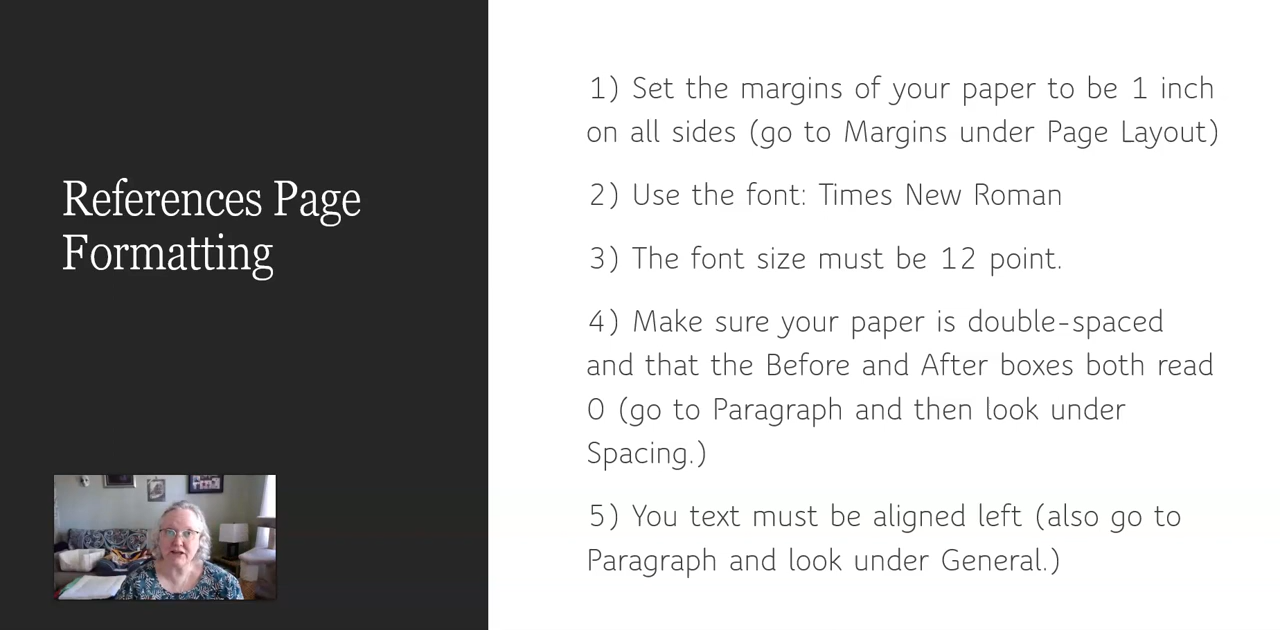 References Page
Formatting
1) Set the margins of your paper to be 1 inch
on all sides (go to Margins under Page Layout)
2) Use the font: Times New Roman
3) The font size must be 12 point.
4) Make sure your paper is double-spaced
and that the Before and After boxes both read
0 (go to Paragraph and then look under
Spacing.)
5) You text must be aligned left (also go to
Paragraph and look under General.)